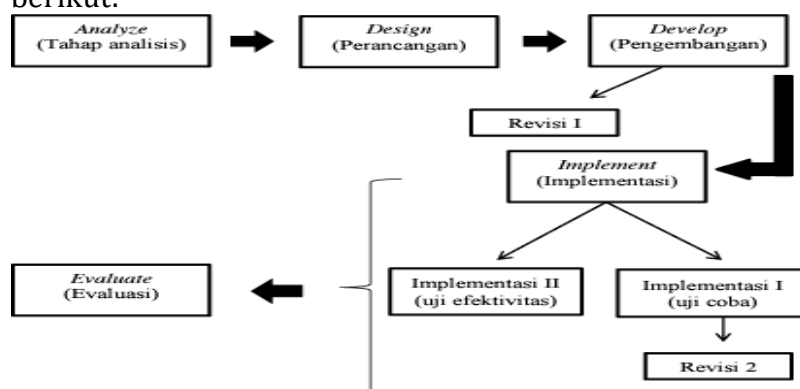 berikut:
Analyze
(Tahap analisis)
Design
(Perancangan)
Develop
(Pengembangan)
Revisi I
Implement
(Implementasi)
Evaluate
(Evaluasi)
Implementasi II
(uji efektivitas)
Implementasi I
(uji coba)
Revisi 2